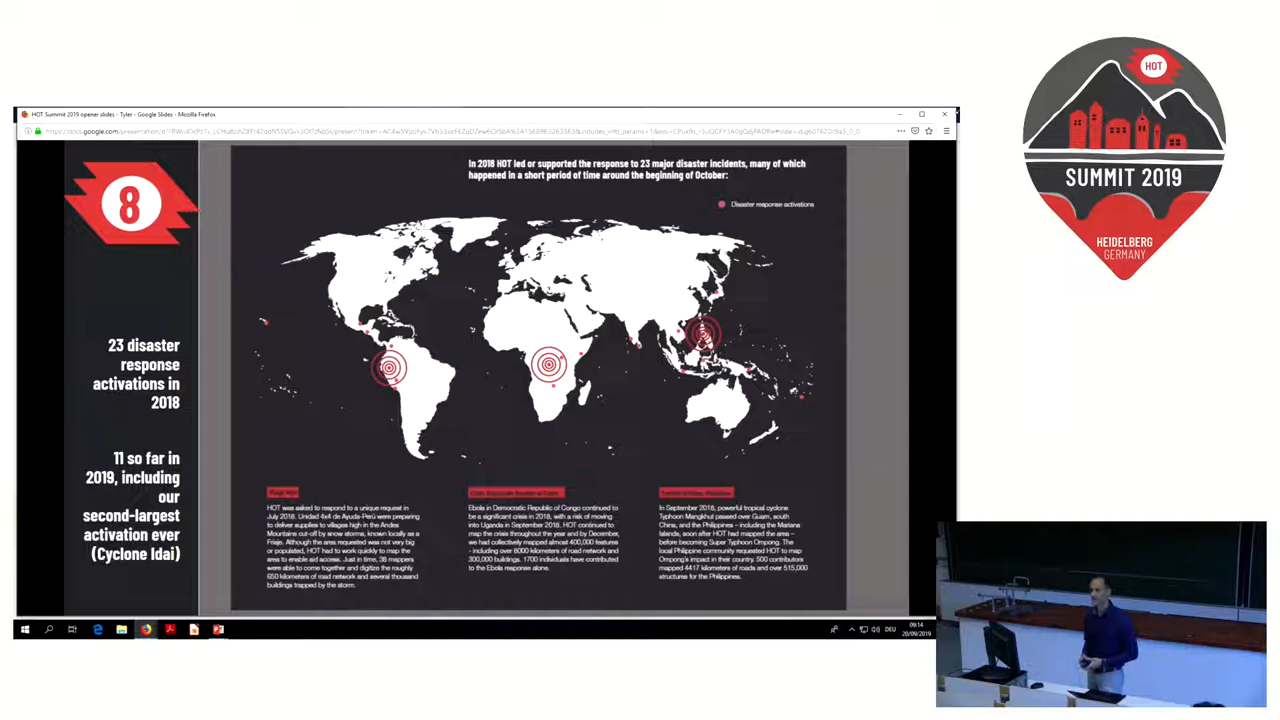 HOT Summit 2019 opener slides - Tyler - Google Slides - Mozilla Firefox
8
23 disaster
response
activations in
2018
11 so far in
2019, including
our
second-largest
activation ever
(Cyclone Idai)
In 2018 HOT led or supported the response to 23 major disaster incidents, many of which
happened in a short period of time around the beginning of October:
Disaster response activations
HOT was asked to respond to a unique request in
July 2018. Unidad 4x4 de Ayuda-Perú were preparing
to deliver supplies to villages high in the Andes
Mountains cut-off by snow storms, known locally as a
Friaje. Although the area requested was not very big
or populated, HOT had to work quickly to map the
area to enable aid access. Just in time, 38 mappers
were able to come together and digitize the roughly
650 kilometers of road network and several thousand
buildings trapped by the storm.
Ebola in Democratic Republic of Congo continued to
be a significant crisis in 2018, with a risk of moving
into Uganda in September 2018. HOT continued to
map the crisis throughout the year and by December,
we had collectively mapped almost 400,000 features
- including over 8000 kilometers of road network and
300,000 buildings. 1700 individuals have contributed
to the Ebola response alone.
In September 2018, powerful tropical cyclone
Typhoon Mangkhut passed over Guam, south
China, and the Philippines - including the Mariana
Islands, soon after HOT had mapped the area -
before becoming Super Typhoon Ompong. The
local Philippine community requested HOT to map
Ompong's impact in their country. 500 contributors
mapped 4417 kilometers of roads and over 515,000
structures for the Philippines.
DEU
09:14
20/09/2019
HOT
SUMMIT 2019
HEIDELBERG
GERMANY